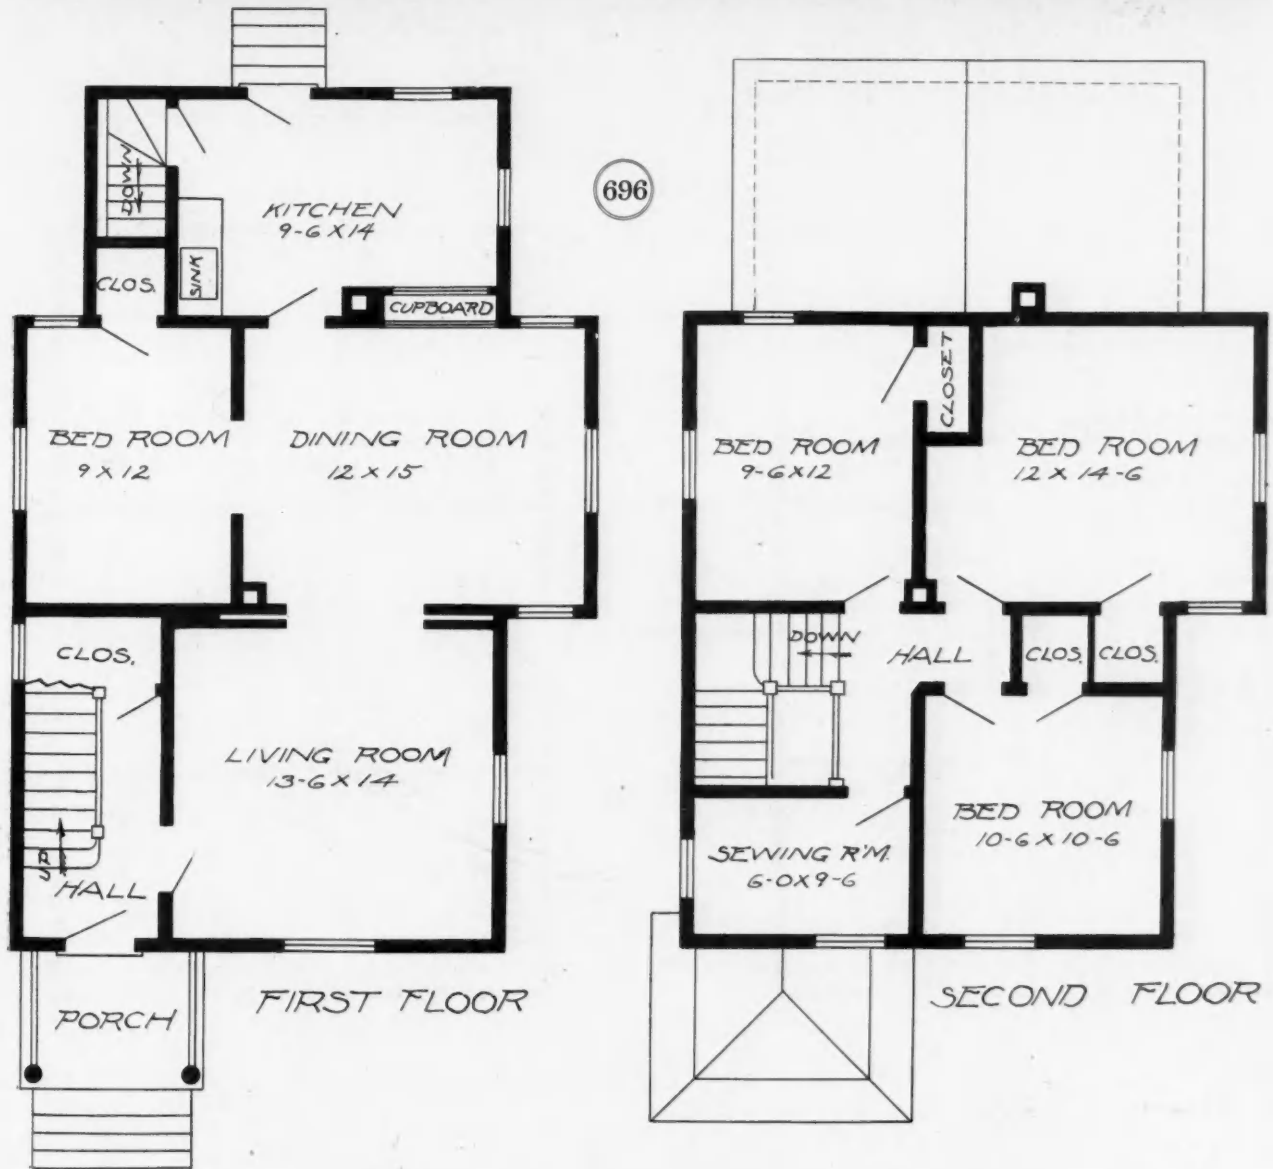 696
DOWN
KITCHEN
9-6 X 14
CLOS.
SINK
CUPBOARD
BED ROOM
9 X 12
DINING ROOM
12 X 15
CLOS.
LIVING ROOM
13-6 X 14
UP
HALL
PORCH
FIRST FLOOR
CLOSET
BED ROOM
9-6 X 12
BED ROOM
12 X 14-6
DOWN
HALL
CLOS.
CLOS.
BED ROOM
10-6 X 10-6
SEWING R'M.
6-0 X 9-6
SECOND FLOOR